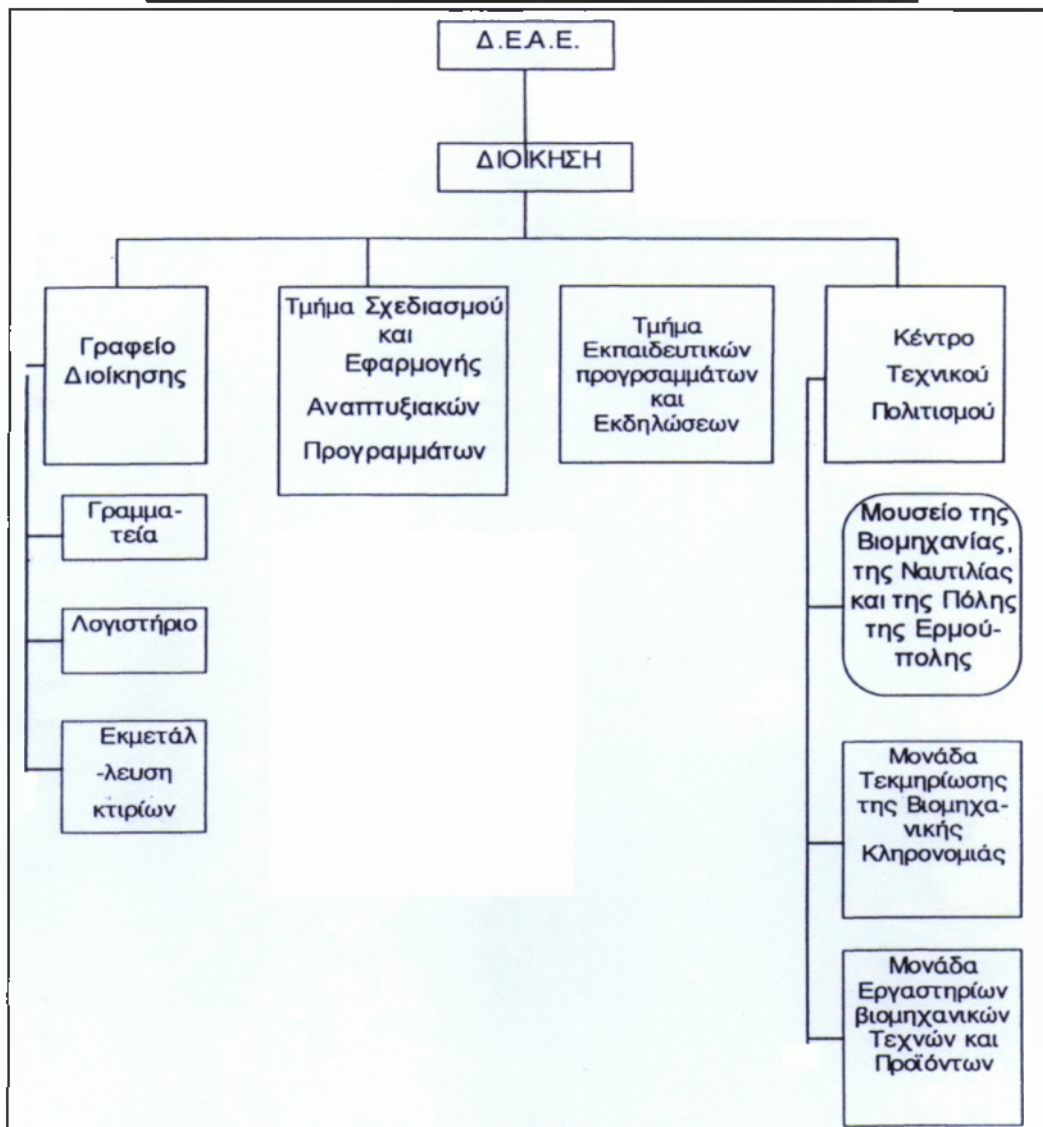 Δ.Ε.Α.Ε.
ΔΙΟΙΚΗΣΗ
Γραφείο
Διοίκησης
Τμήμα Σχεδιασμού
και
Εφαρμογής
Αναπτυξιακών
Προγραμμάτων
Τμήμα
Εκπαιδευτικών
προγρσαμμάτων
και
Εκδηλώσεων
Κέντρο
Τεχνικού
Πολιτισμού
Γραμμα-
τεία
Λογιστήριο
Εκμετάλ
-λευση
κτιρίων
Μουσείο της
Βιομηχανίας,
της Ναυτιλίας
και της Πόλης
της Ερμού-
πολης
Μονάδα
Τεκμηρίωσης
της Βιομηχα-
νικής
Κληρονομιάς
Μονάδα
Εργαστηρίων
βιομηχανικών
Τεχνών και
Προϊόντων